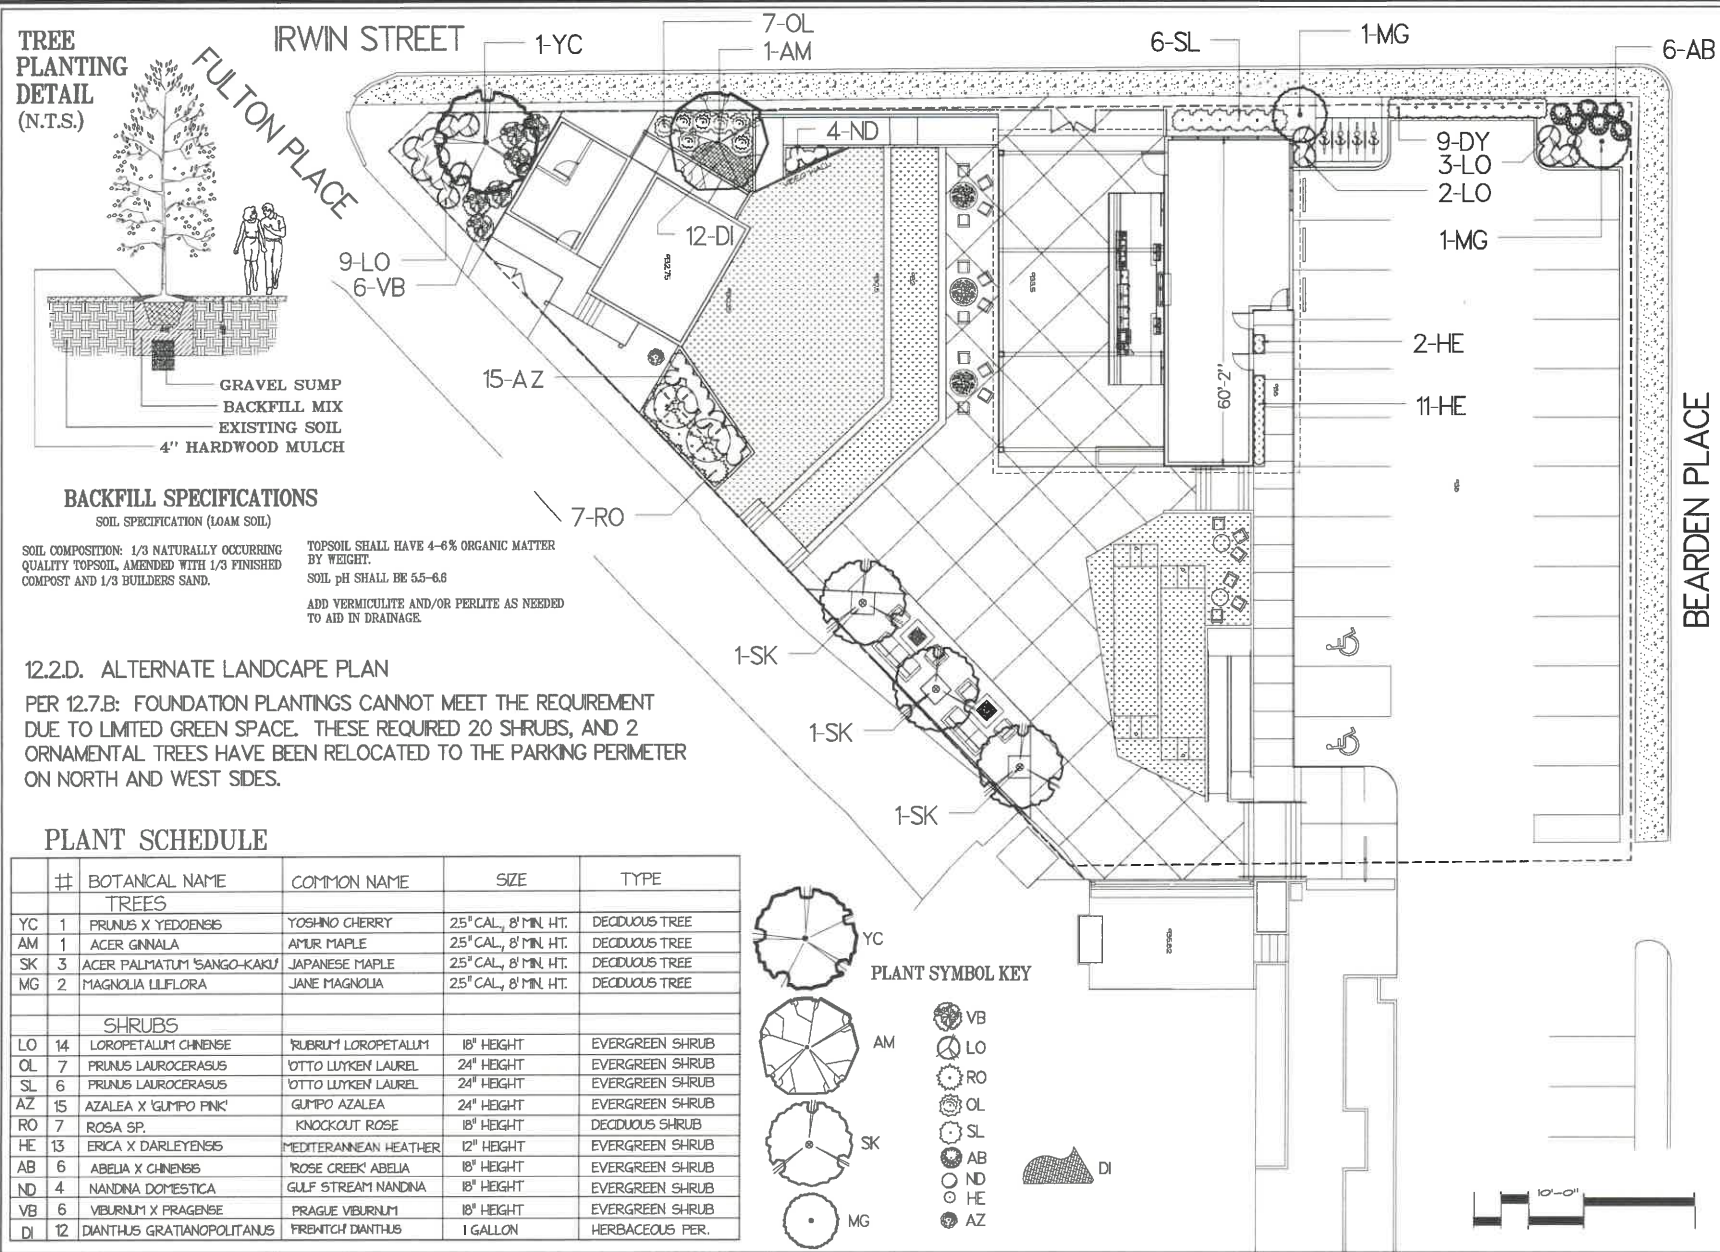 TREE
PLANTING
DETAIL
(N.T.S.)
FULTON PLACE
IRWIN STREET
1-YC
7-OL
1-AM
6-SL
1-MG
6-AB
4-ND
9-DY
3-LO
2-LO
1-MG
12-DI
9-LO
6-VB
15-AZ
2-HE
11-HE
60'-2"
7-RO
1-SK
1-SK
1-SK
BEARDEN PLACE
GRAVEL SUMP
BACKFILL MIX
EXISTING SOIL
4" HARDWOOD MULCH
BACKFILL SPECIFICATIONS
SOIL SPECIFICATION (LOAM SOIL)
SOIL COMPOSITION: 1/3 NATURALLY OCCURRING
QUALITY TOPSOIL, AMENDED WITH 1/3 FINISHED
COMPOST AND 1/3 BUILDERS SAND.
TOPSOIL SHALL HAVE 4-6% ORGANIC MATTER
BY WEIGHT.
SOIL pH SHALL BE 5.5-6.6
ADD VERMICULITE AND/OR PERLITE AS NEEDED
TO AID IN DRAINAGE.
12.2.D. ALTERNATE LANDCAPE PLAN
PER 12.7.B: FOUNDATION PLANTINGS CANNOT MEET THE REQUIREMENT
DUE TO LIMITED GREEN SPACE. THESE REQUIRED 20 SHRUBS, AND 2
ORNAMENTAL TREES HAVE BEEN RELOCATED TO THE PARKING PERIMETER
ON NORTH AND WEST SIDES.
PLANT SCHEDULE
# BOTANICAL NAME COMMON NAME SIZE TYPE
TREES
YC 1 PRUNUS X YEDOENSIS YOSHINO CHERRY 2.5" CAL., 8' MIN. HT. DECIDUOUS TREE
AM 1 ACER GINNALA AMUR MAPLE 2.5" CAL., 8' MIN. HT. DECIDUOUS TREE
SK 3 ACER PALMATUM 'SANGO-KAKU' JAPANESE MAPLE 2.5" CAL., 8' MIN. HT. DECIDUOUS TREE
MG 2 MAGNOLIA LILIFLORA JANE MAGNOLIA 2.5" CAL., 8' MIN. HT. DECIDUOUS TREE
SHRUBS
LO 14 LOROPETALUM CHINENSE 'RUBRUM' LOROPETALUM 18" HEIGHT EVERGREEN SHRUB
OL 7 PRUNUS LAUROCERASUS 'OTTO LUYKEN' LAUREL 24" HEIGHT EVERGREEN SHRUB
SL 6 PRUNUS LAUROCERASUS 'OTTO LUYKEN' LAUREL 24" HEIGHT EVERGREEN SHRUB
AZ 15 AZALEA X 'GUMPO PINK' GUMPO AZALEA 24" HEIGHT EVERGREEN SHRUB
RO 7 ROSA SP. KNOCKOUT ROSE 18" HEIGHT DECIDUOUS SHRUB
HE 13 ERICA X DARLEYENSIS MEDITERANNEAN HEATHER 12" HEIGHT EVERGREEN SHRUB
AB 6 ABELIA X CHINENSIS 'ROSE CREEK' ABELIA 18" HEIGHT EVERGREEN SHRUB
ND 4 NANDINA DOMESTICA GULF STREAM NANDINA 18" HEIGHT EVERGREEN SHRUB
VB 6 VIBURNUM X PRAGENSE PRAGUE VIBURNUM 18" HEIGHT EVERGREEN SHRUB
DI 12 DIANTHUS GRATIANOPOLITANUS 'FIREWITCH' DIANTHUS 1 GALLON HERBACEOUS PER.
YC
PLANT SYMBOL KEY
AM
SK
MG
VB
LO
RO
OL
SL
AB
ND
HE
AZ
DI
10'-0"